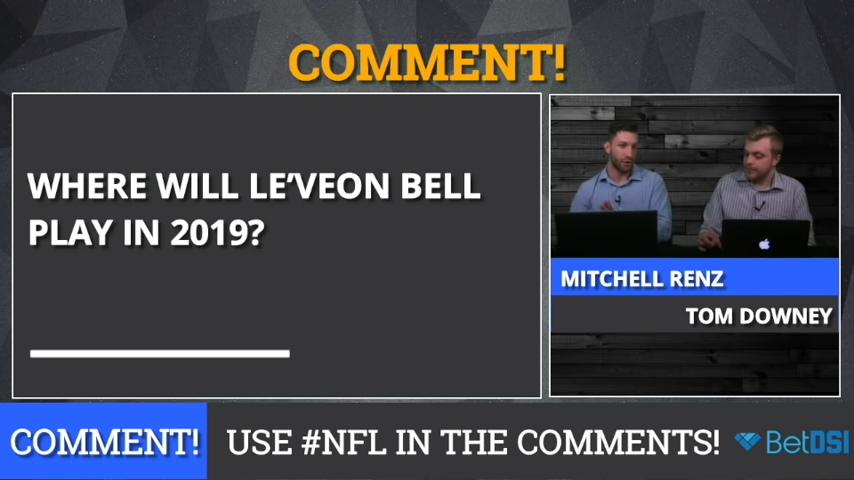 COMMENT!
WHERE WILL LE'VEON BELL
PLAY IN 2019?
MITCHELL RENZ
TOM DOWNEY
COMMENT!
USE #NFL IN THE COMMENTS!
BetDSI